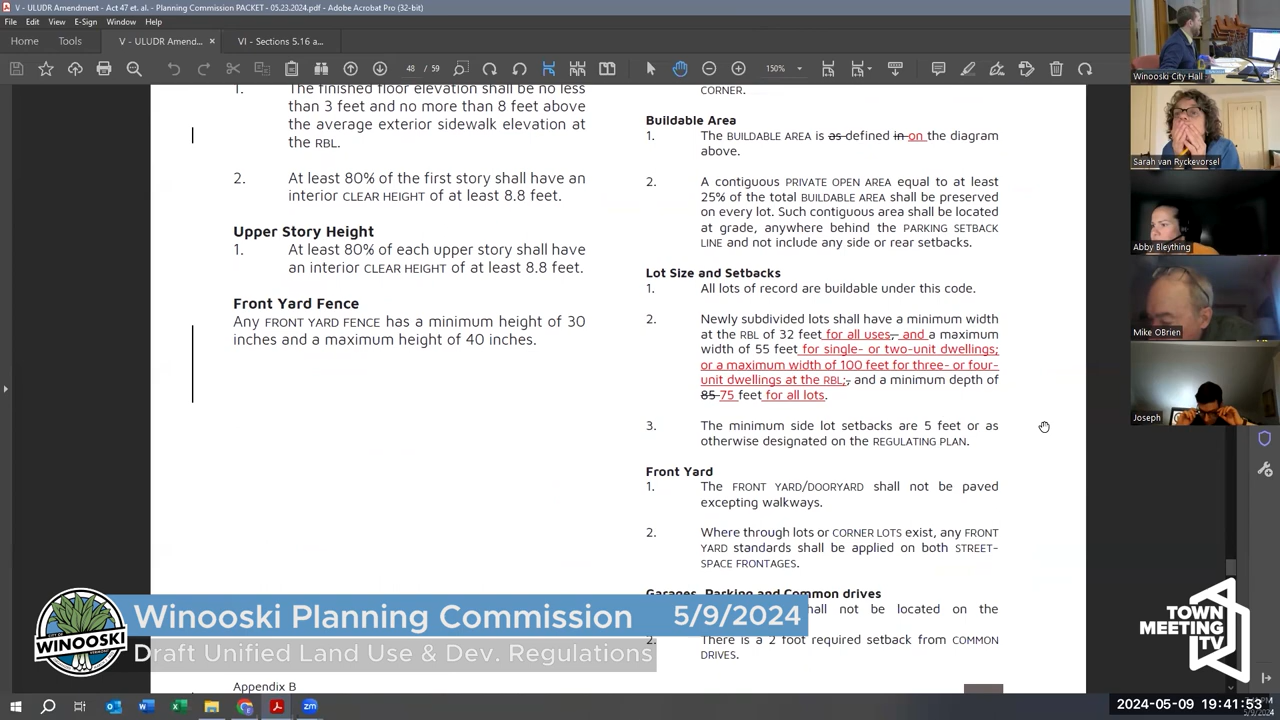 V - ULUDR Amendment - Act 47 et. al. - Planning Commission PACKET - 05.23.2024.pdf - Adobe Acrobat Pro (32-bit)
File Edit View E-Sign Window Help
Home Tools V - ULUDR Amend... × VI - Sections 5.16 a...
48 / 59 150%
1. The finished floor elevation shall be no less
than 3 feet and no more than 8 feet above
the average exterior sidewalk elevation at
the RBL.
2. At least 80% of the first story shall have an
interior CLEAR HEIGHT of at least 8.8 feet.
Upper Story Height
1. At least 80% of each upper story shall have
an interior CLEAR HEIGHT of at least 8.8 feet.
Front Yard Fence
Any FRONT YARD FENCE has a minimum height of 30
inches and a maximum height of 40 inches.
Appendix B
CORNER.
Buildable Area
1. The BUILDABLE AREA is as defined in on the diagram
above.
2. A contiguous PRIVATE OPEN AREA equal to at least
25% of the total BUILDABLE AREA shall be preserved
on every lot. Such contiguous area shall be located
at grade, anywhere behind the PARKING SETBACK
LINE and not include any side or rear setbacks.
Lot Size and Setbacks
1. All lots of record are buildable under this code.
2. Newly subdivided lots shall have a minimum width
at the RBL of 32 feet for all uses, and a maximum
width of 55 feet for single- or two-unit dwellings;
or a maximum width of 100 feet for three- or four-
unit dwellings at the RBL;, and a minimum depth of
85 75 feet for all lots.
3. The minimum side lot setbacks are 5 feet or as
otherwise designated on the REGULATING PLAN.
Front Yard
1. The FRONT YARD/DOORYARD shall not be paved
excepting walkways.
2. Where through lots or CORNER LOTS exist, any FRONT
YARD standards shall be applied on both STREET-
SPACE FRONTAGES.
Garages, Parking and Common drives
shall not be located on the
2. There is a 2 foot required setback from COMMON
DRIVES.
Winooski City Hall
Sarah van Ryckevorsel
Abby Bleything
Mike OBrien
Joseph
CITY OF
WINOOSKI
VERMONT
Winooski Planning Commission 5/9/2024
Draft Unified Land Use & Dev. Regulations
TOWN
MEETING
TV
2024-05-09 19:41:53